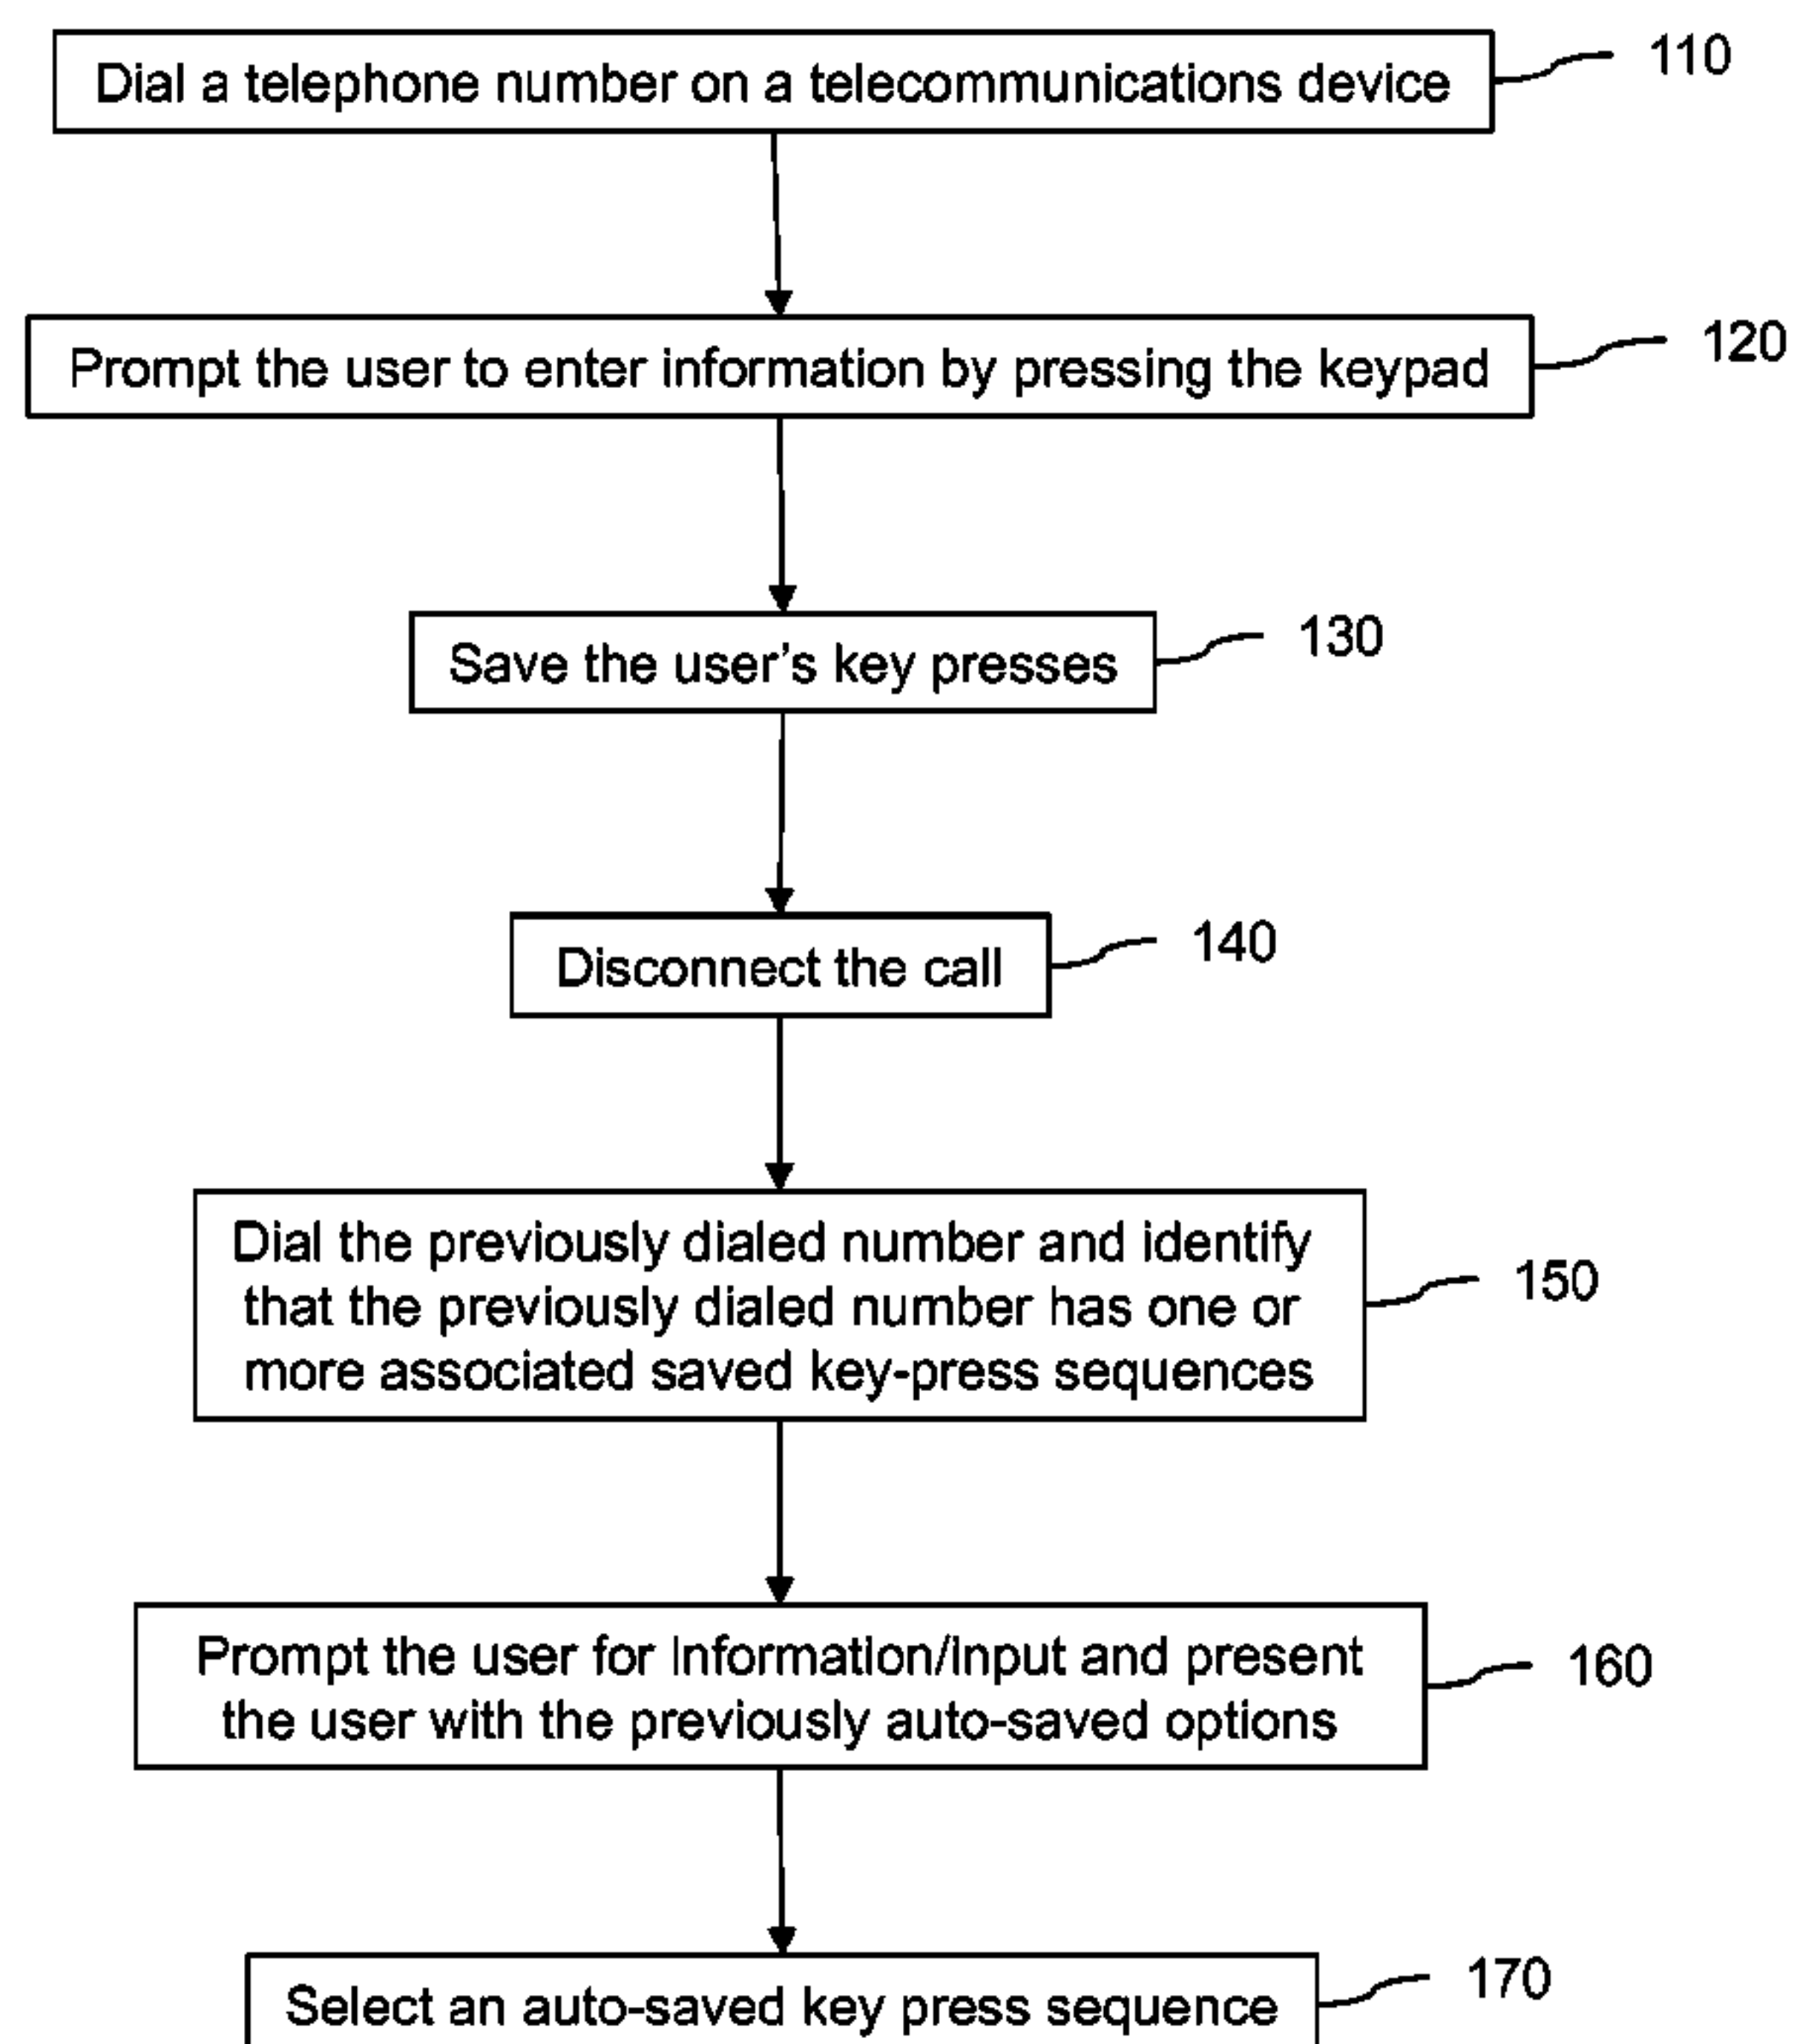 Dial a telephone number on a telecommunications device
110
Prompt the user to enter information by pressing the keypad
120
Save the user's key presses
130
Disconnect the call
140
Dial the previously dialed number and identify
that the previously dialed number has one or
more associated saved key-press sequences
150
Prompt the user for Information/Input and present
the user with the previously auto-saved options
160
Select an auto-saved key press sequence
170